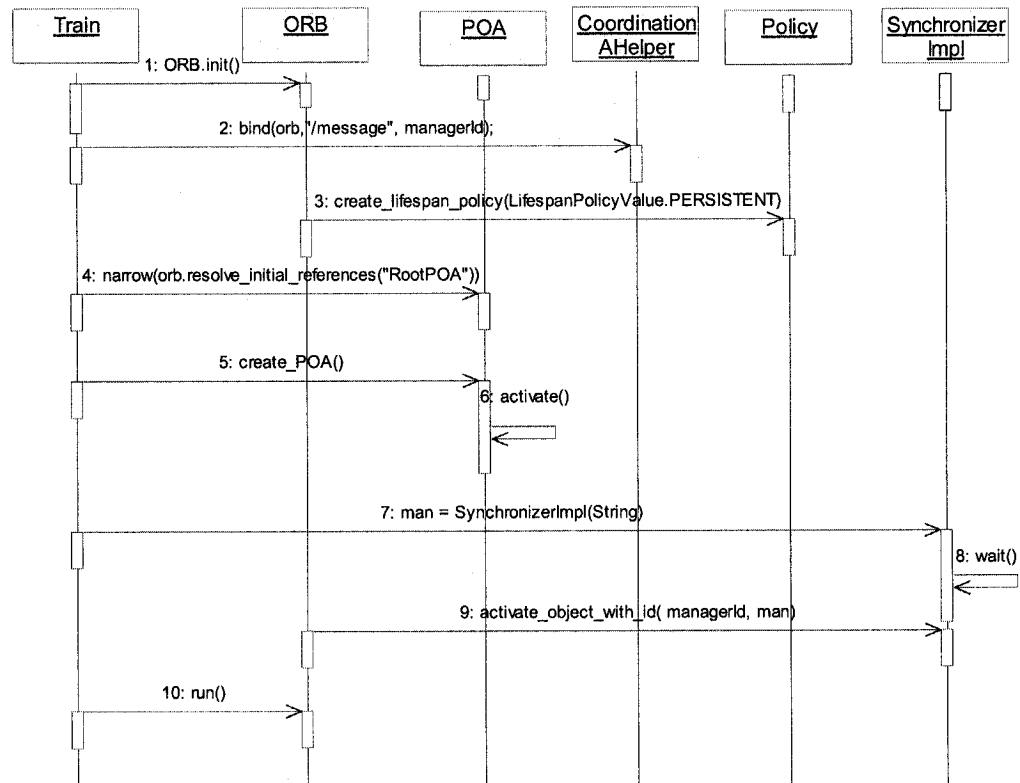 Train
ORB
POA
Coordination
AHelper
Policy
Synchronizer
Impl
1: ORB.init()
2: bind(orb,"/message", managerId);
3: create_lifespan_policy(LifespanPolicyValue.PERSISTENT)
4: narrow(orb.resolve_initial_references("RootPOA"))
5: create_POA()
6: activate()
7: man = SynchronizerImpl(String)
8: wait()
9: activate_object_with_id( managerId, man)
10: run()